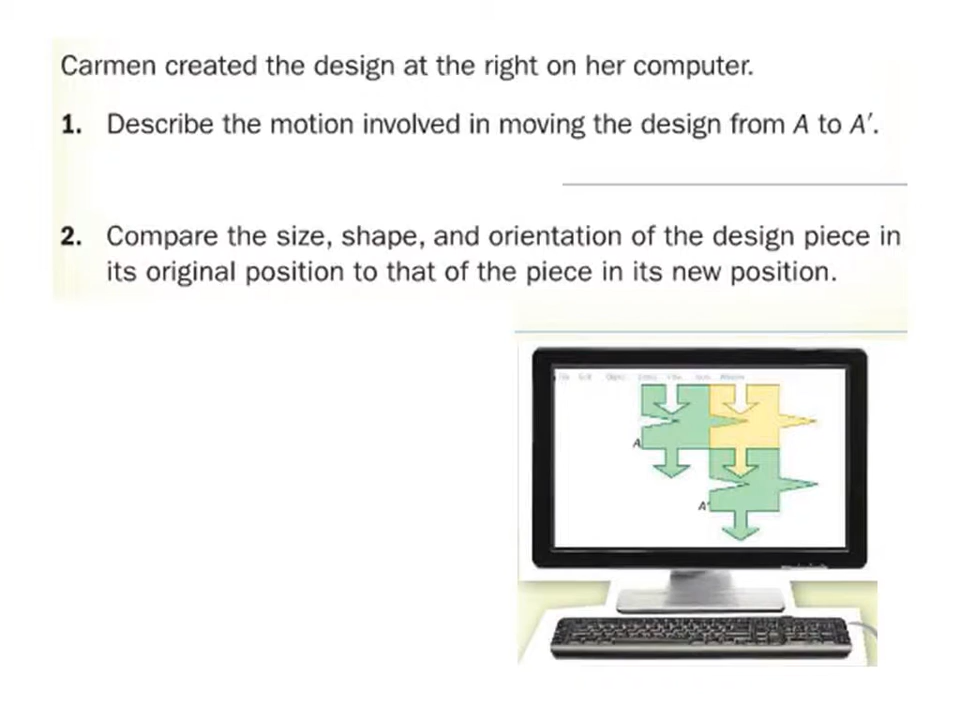 Carmen created the design at the right on her computer.
1. Describe the motion involved in moving the design from A to A′.
2. Compare the size, shape, and orientation of the design piece in
its original position to that of the piece in its new position.
A
A′